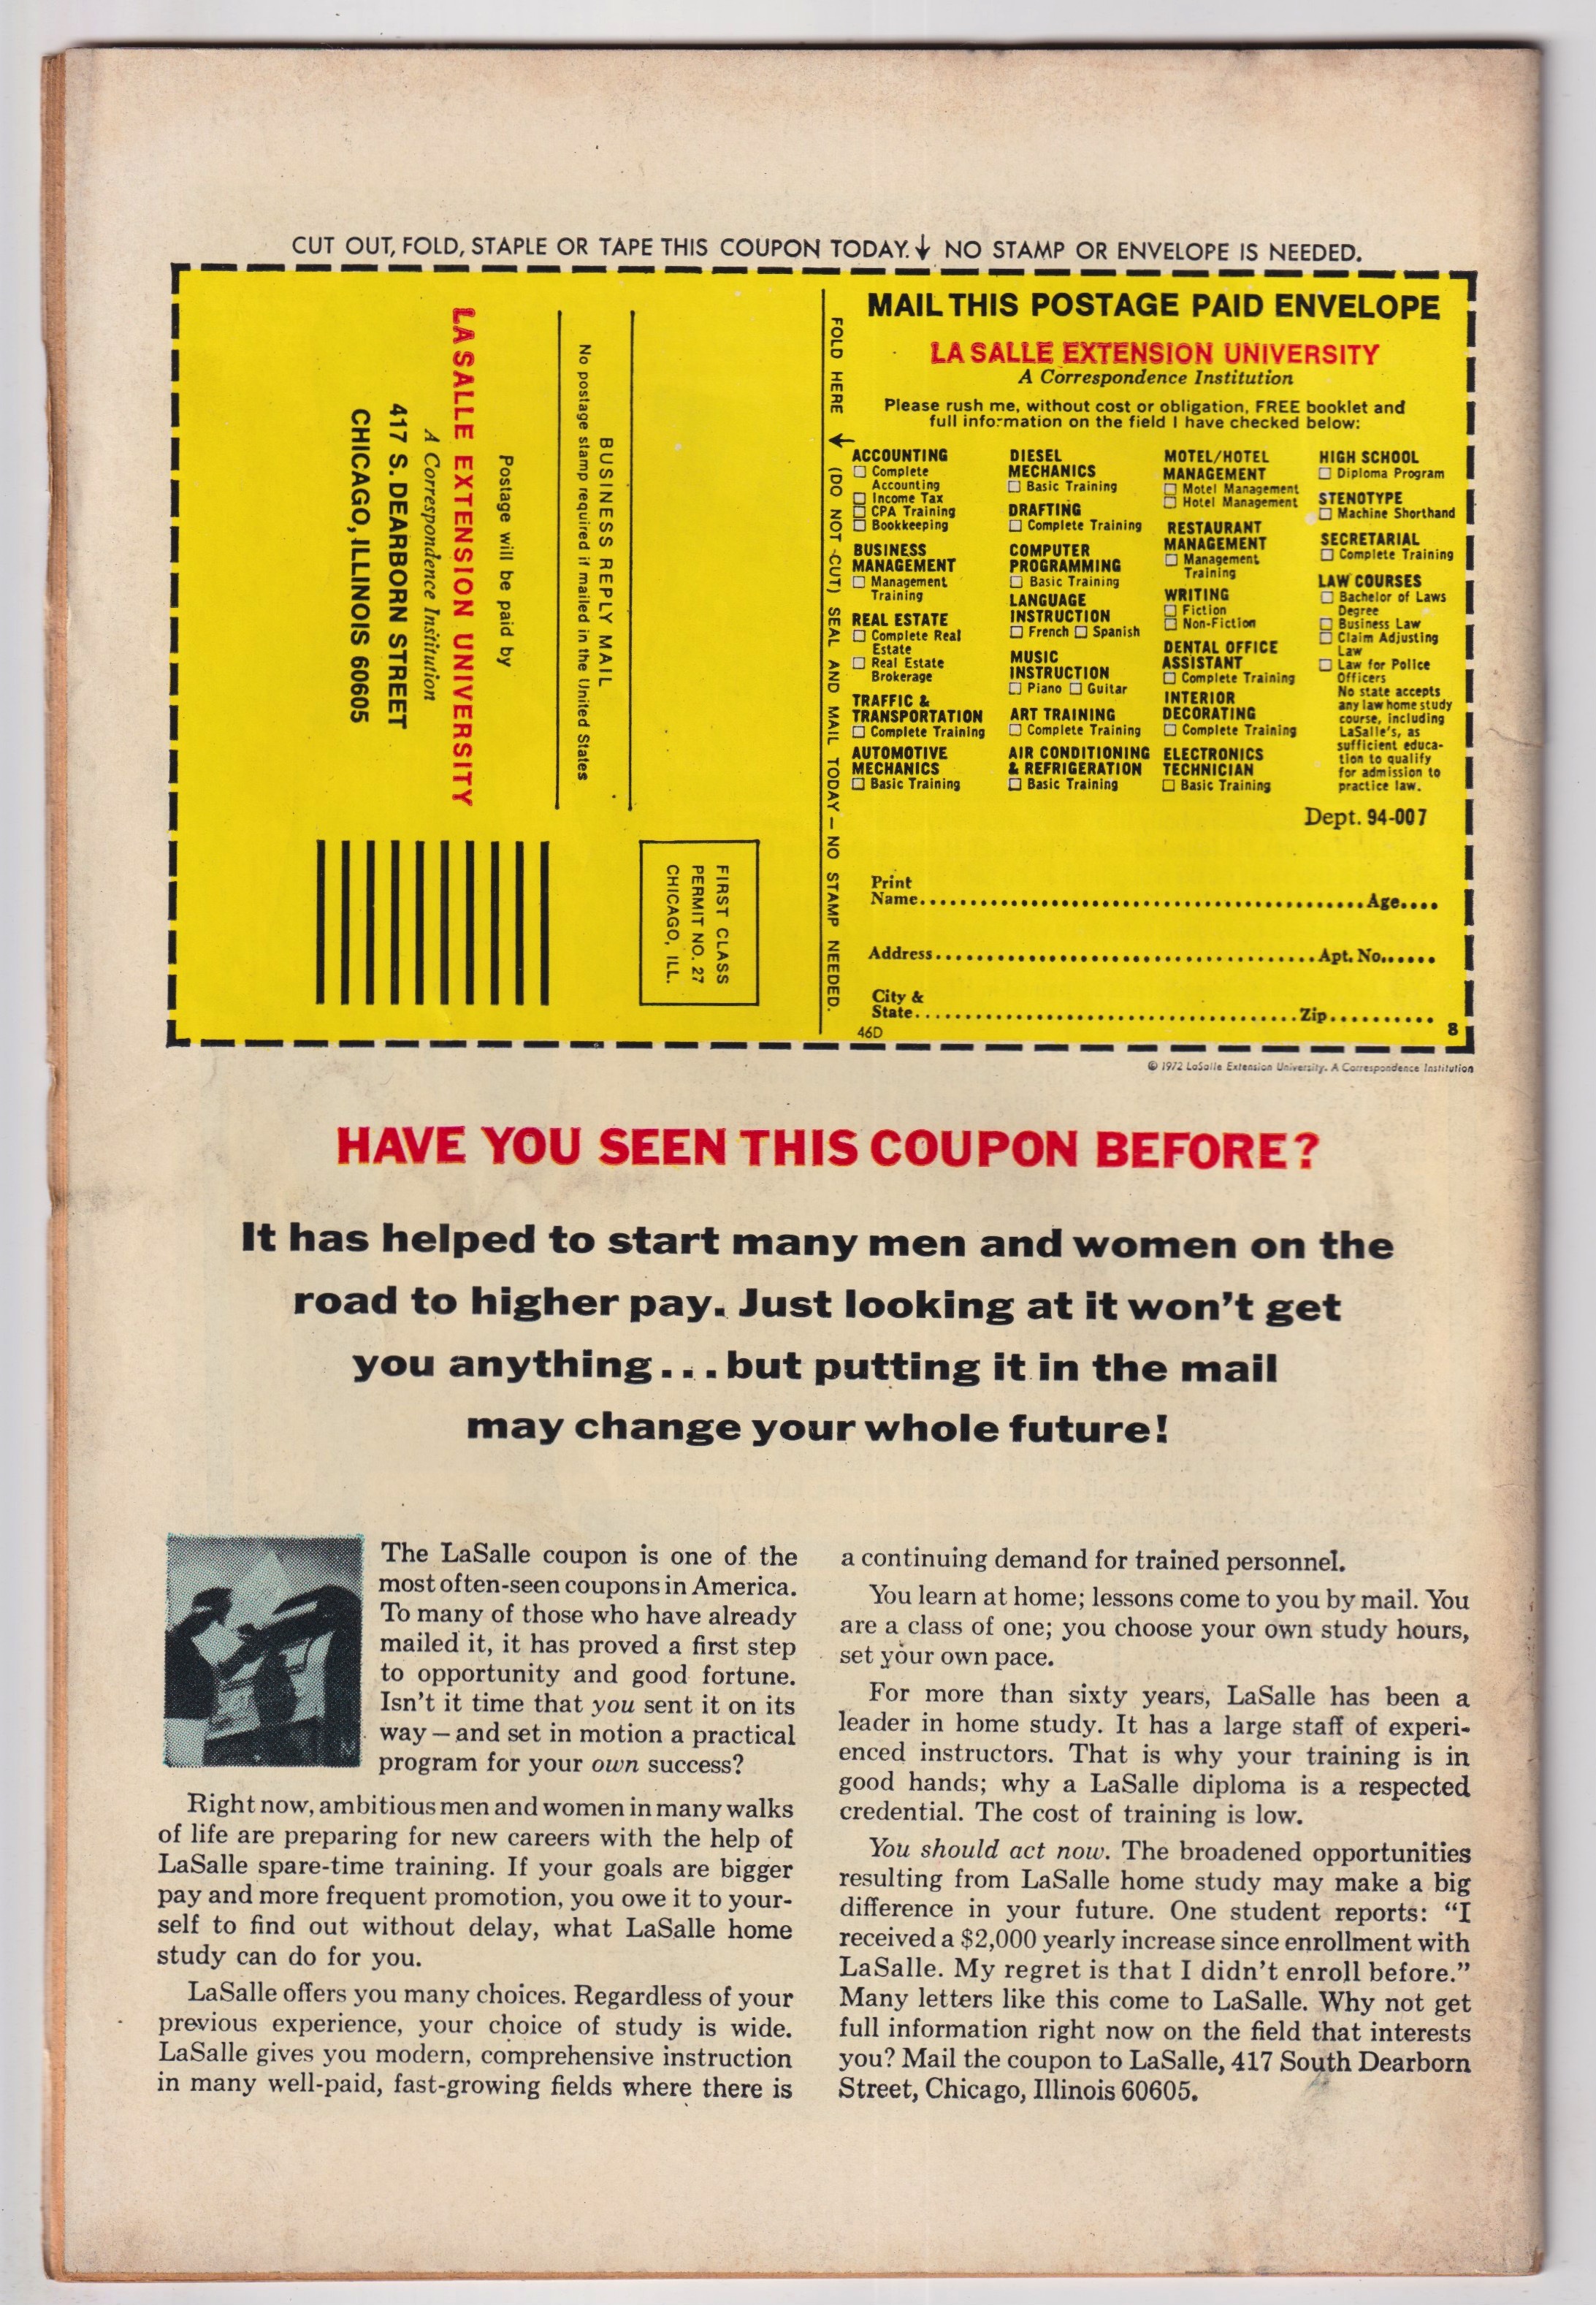 CUT OUT, FOLD, STAPLE OR TAPE THIS COUPON TODAY.↓ NO STAMP OR ENVELOPE IS NEEDED.
LA SALLE EXTENSION UNIVERSITY
A Correspondence Institution
417 S. DEARBORN STREET
CHICAGO, ILLINOIS 60605
Postage will be paid by
BUSINESS REPLY MAIL
No postage stamp required if mailed in the United States
FIRST CLASS
PERMIT NO. 27
CHICAGO, ILL.
FOLD HERE ↓ (DO NOT CUT) SEAL AND MAIL TODAY — NO STAMP NEEDED.
MAIL THIS POSTAGE PAID ENVELOPE
LA SALLE EXTENSION UNIVERSITY
A Correspondence Institution
Please rush me, without cost or obligation, FREE booklet and
full information on the field I have checked below:
ACCOUNTING
☐ Complete
Accounting
☐ Income Tax
☐ CPA Training
☐ Bookkeeping
BUSINESS
MANAGEMENT
☐ Management
Training
REAL ESTATE
☐ Complete Real
Estate
☐ Real Estate
Brokerage
TRAFFIC &
TRANSPORTATION
☐ Complete Training
AUTOMOTIVE
MECHANICS
☐ Basic Training
DIESEL
MECHANICS
☐ Basic Training
DRAFTING
☐ Complete Training
COMPUTER
PROGRAMMING
☐ Basic Training
LANGUAGE
INSTRUCTION
☐ French ☐ Spanish
MUSIC
INSTRUCTION
☐ Piano ☐ Guitar
ART TRAINING
☐ Complete Training
AIR CONDITIONING
& REFRIGERATION
☐ Basic Training
MOTEL/HOTEL
MANAGEMENT
☐ Motel Management
☐ Hotel Management
RESTAURANT
MANAGEMENT
☐ Management
Training
WRITING
☐ Fiction
☐ Non-Fiction
DENTAL OFFICE
ASSISTANT
☐ Complete Training
INTERIOR
DECORATING
☐ Complete Training
ELECTRONICS
TECHNICIAN
☐ Basic Training
HIGH SCHOOL
☐ Diploma Program
STENOTYPE
☐ Machine Shorthand
SECRETARIAL
☐ Complete Training
LAW COURSES
☐ Bachelor of Laws
Degree
☐ Business Law
☐ Claim Adjusting
Law
☐ Law for Police
Officers
No state accepts
any law home study
course, including
LaSalle's, as
sufficient educa-
tion to qualify
for admission to
practice law.
Dept. 94-007
Print
Name........................................Age....
Address........................................Apt. No......
City &
State........................................Zip..........
46D
8
© 1972 LaSalle Extension University. A Correspondence Institution
HAVE YOU SEEN THIS COUPON BEFORE?
It has helped to start many men and women on the
road to higher pay. Just looking at it won't get
you anything...but putting it in the mail
may change your whole future!
The LaSalle coupon is one of the
most often-seen coupons in America.
To many of those who have already
mailed it, it has proved a first step
to opportunity and good fortune.
Isn't it time that you sent it on its
way — and set in motion a practical
program for your own success?
Right now, ambitious men and women in many walks
of life are preparing for new careers with the help of
LaSalle spare-time training. If your goals are bigger
pay and more frequent promotion, you owe it to your-
self to find out without delay, what LaSalle home
study can do for you.
LaSalle offers you many choices. Regardless of your
previous experience, your choice of study is wide.
LaSalle gives you modern, comprehensive instruction
in many well-paid, fast-growing fields where there is
a continuing demand for trained personnel.
You learn at home; lessons come to you by mail. You
are a class of one; you choose your own study hours,
set your own pace.
For more than sixty years, LaSalle has been a
leader in home study. It has a large staff of experi-
enced instructors. That is why your training is in
good hands; why a LaSalle diploma is a respected
credential. The cost of training is low.
You should act now. The broadened opportunities
resulting from LaSalle home study may make a big
difference in your future. One student reports: "I
received a $2,000 yearly increase since enrollment with
LaSalle. My regret is that I didn't enroll before."
Many letters like this come to LaSalle. Why not get
full information right now on the field that interests
you? Mail the coupon to LaSalle, 417 South Dearborn
Street, Chicago, Illinois 60605.